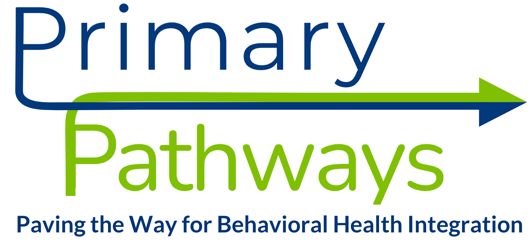 Primary
Pathways
Paving the Way for Behavioral Health Integration